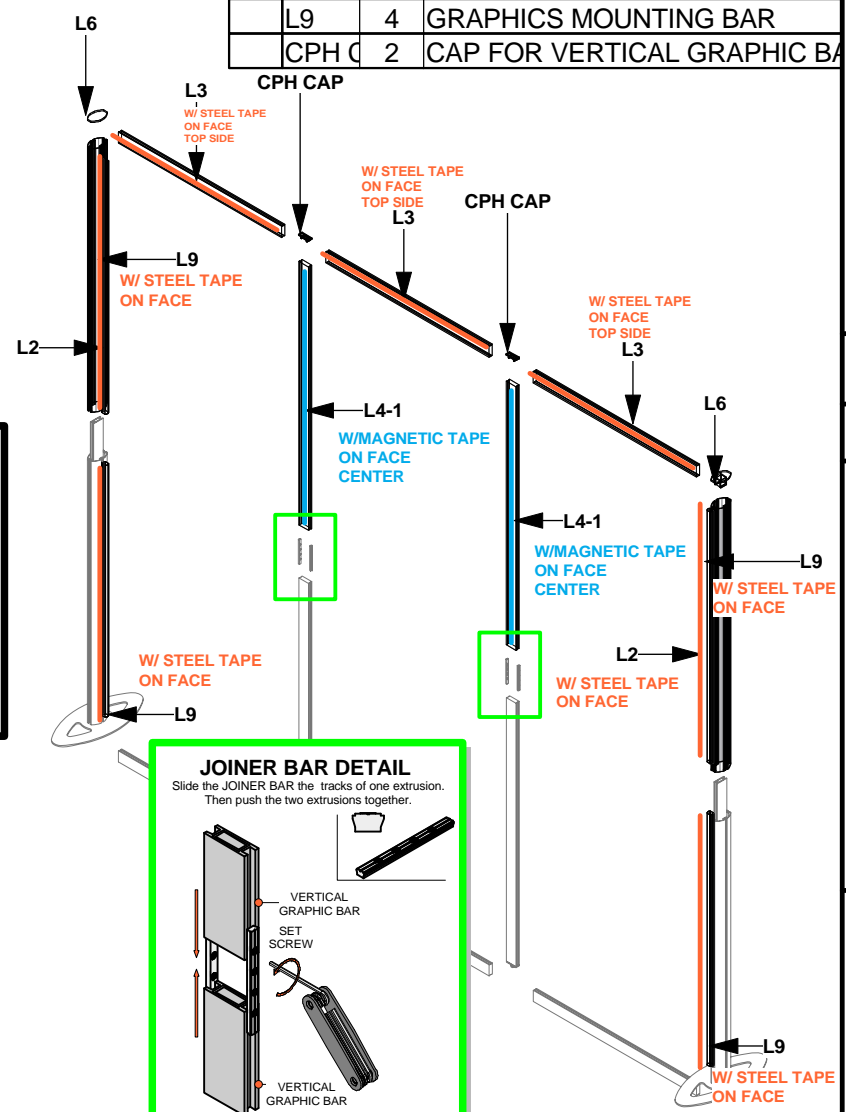 L9 4 GRAPHICS MOUNTING BAR
CPH 2 CAP FOR VERTICAL GRAPHIC
L6
L3
W/ STEEL TAPE
ON FACE
TOP SIDE
CPH CAP
W/ STEEL TAPE
ON FACE
TOP SIDE
L3
CPH CAP
L9
W/ STEEL TAPE
ON FACE
W/ STEEL TAPE
ON FACE
TOP SIDE
L3
L2
L4-1
W/MAGNETIC TAPE
ON FACE
CENTER
L6
L4-1
W/MAGNETIC TAPE
ON FACE
CENTER
L9
W/ STEEL TAPE
ON FACE
L2
W/ STEEL TAPE
ON FACE
W/ STEEL TAPE
ON FACE
L9
JOINER BAR DETAIL
Slide the JOINER BAR the tracks of one extrusion.
Then push the two extrusions together.
VERTICAL
GRAPHIC BAR
SET
SCREW
VERTICAL
GRAPHIC BAR
L9
W/ STEEL TAPE
ON FACE